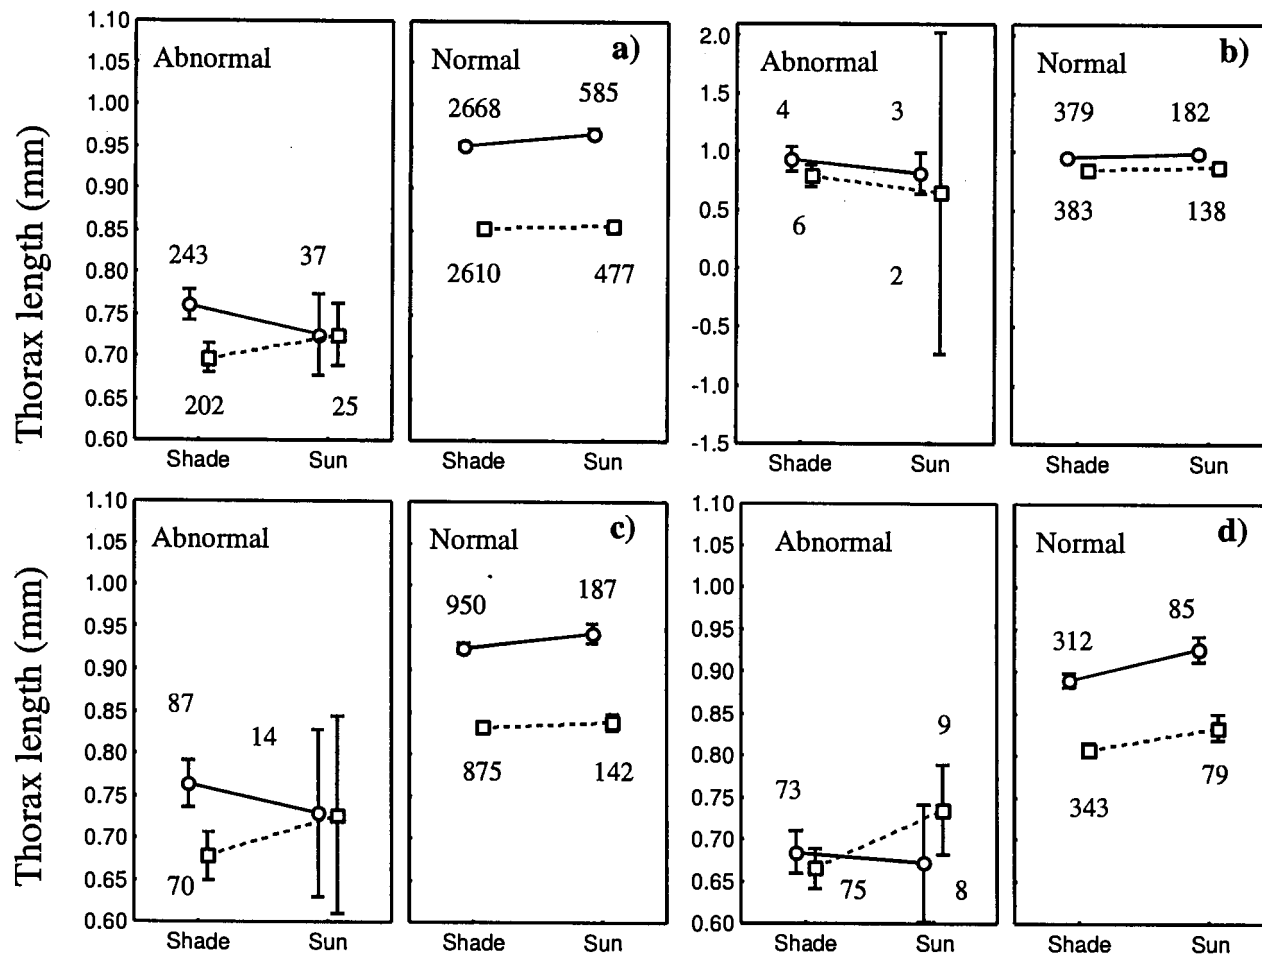 Thorax length (mm)
1.10
1.05
1.00
0.95
0.90
0.85
0.80
0.75
0.70
0.65
0.60
Abnormal
243
37
202
25
Shade
Sun
Normal
a)
2668
585
2610
477
Shade
Sun
2.0
1.5
1.0
0.5
0.0
-0.5
-1.0
-1.5
Abnormal
4
3
6
2
Shade
Sun
Normal
b)
379
182
383
138
Shade
Sun
Thorax length (mm)
1.10
1.05
1.00
0.95
0.90
0.85
0.80
0.75
0.70
0.65
0.60
Abnormal
87
14
70
Shade
Sun
Normal
c)
950
187
875
142
Shade
Sun
1.10
1.05
1.00
0.95
0.90
0.85
0.80
0.75
0.70
0.65
0.60
Abnormal
9
73
75
8
Shade
Sun
Normal
d)
312
85
343
79
Shade
Sun